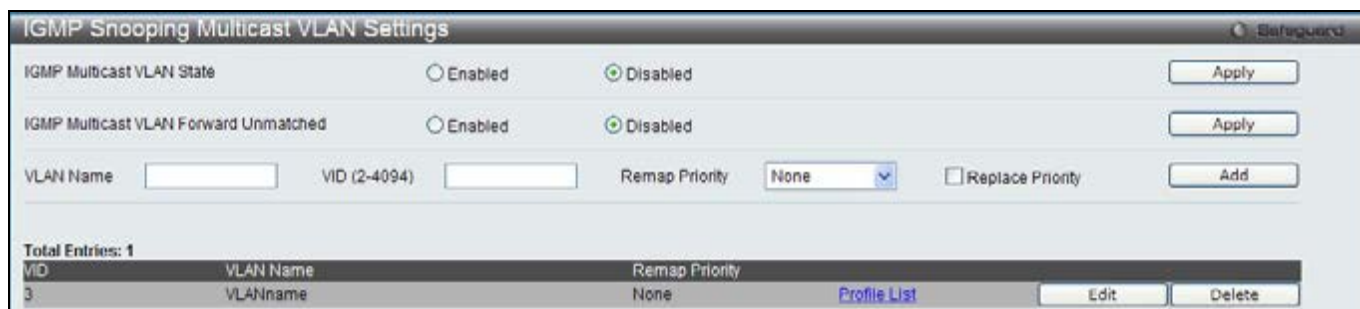 IGMP Snooping Multicast VLAN Settings Safeguard
IGMP Multicast VLAN State Enabled Disabled Apply
IGMP Multicast VLAN Forward Unmatched Enabled Disabled Apply
VLAN Name VID (2-4094) Remap Priority None Replace Priority Add
Total Entries: 1
VID VLAN Name Remap Priority
3 VLANname None Profile List Edit Delete